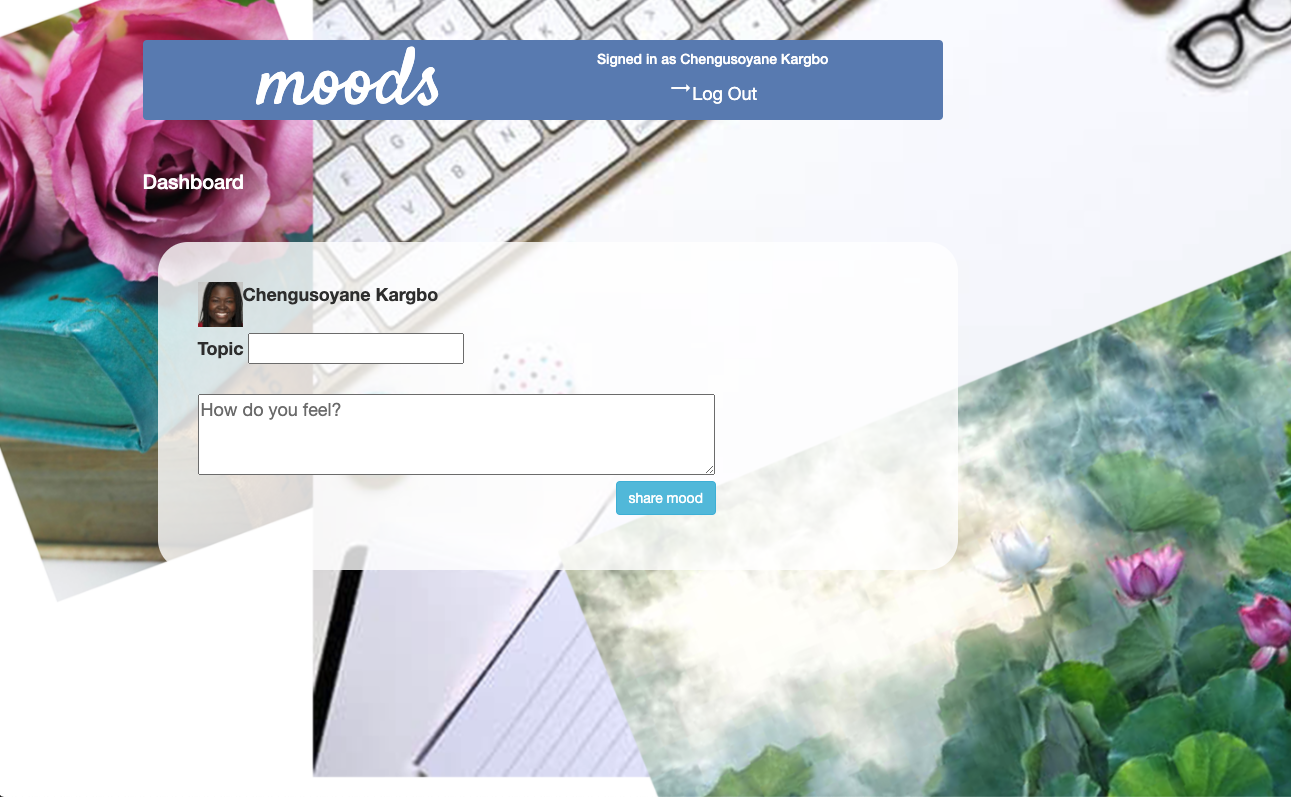 moods
Signed in as Chengusoyane Kargbo
→Log Out
Dashboard
Chengusoyane Kargbo
Topic
How do you feel?
share mood
G
N
F
B
V
C